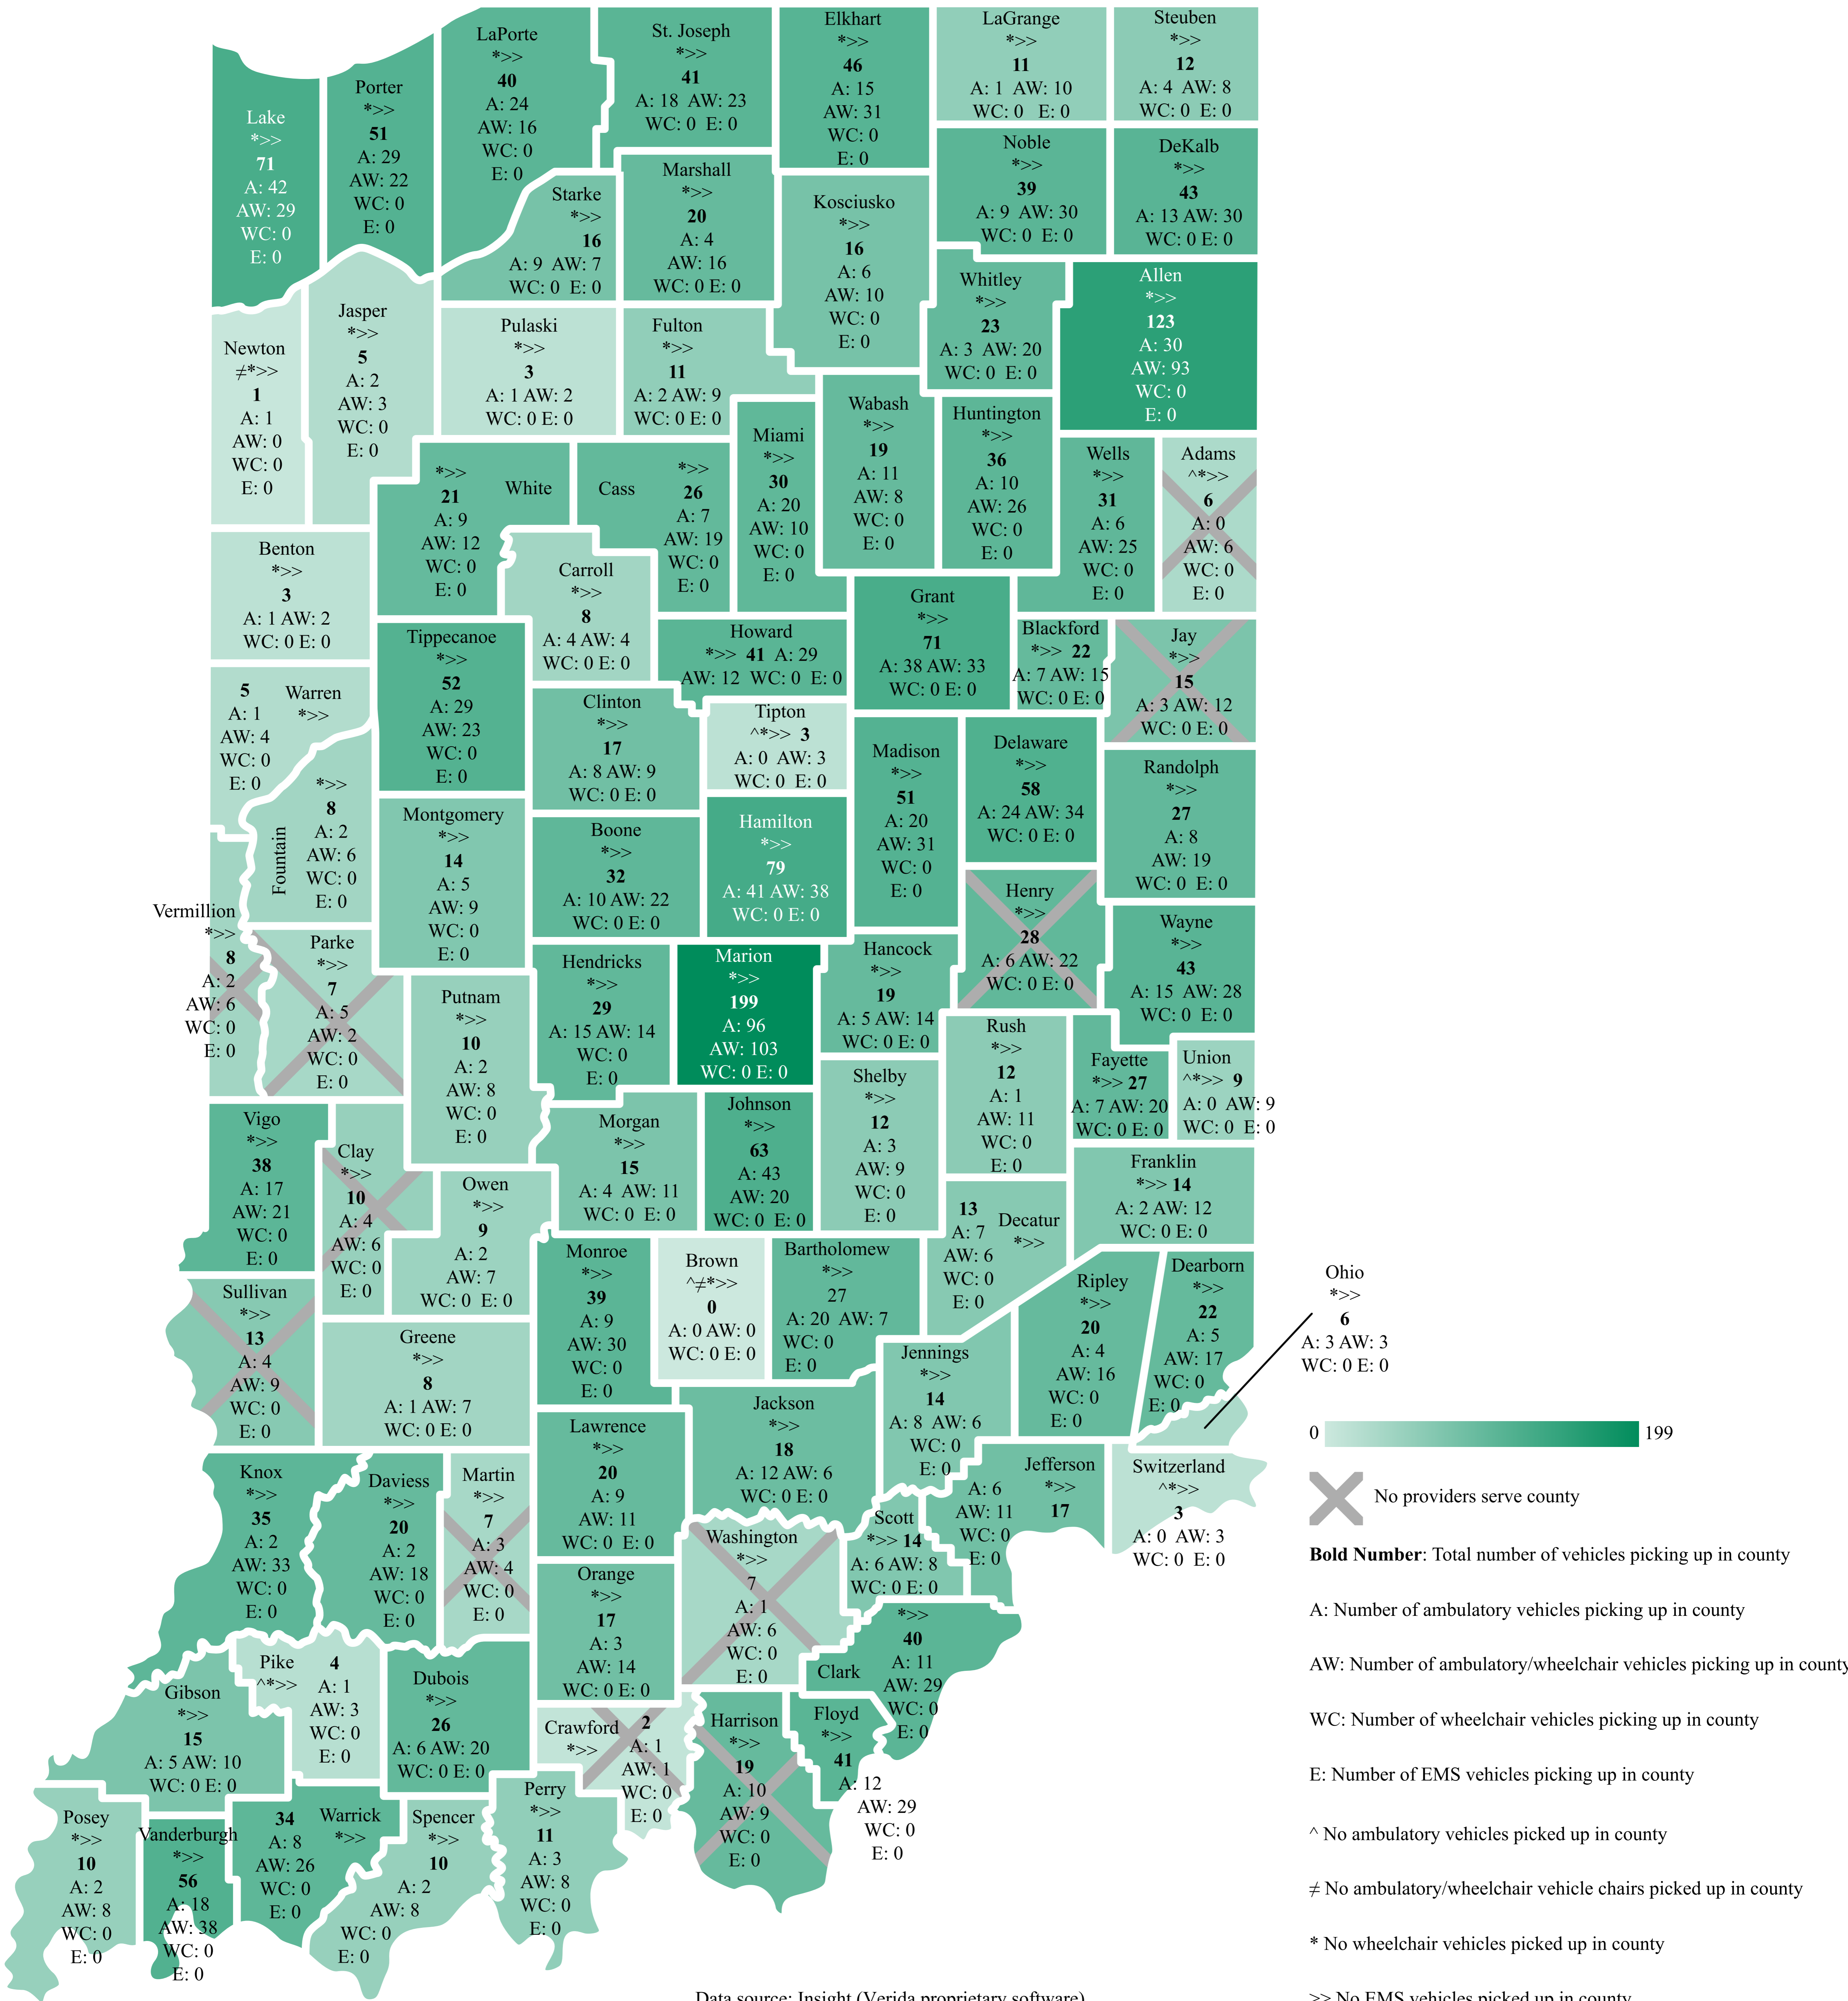 LaPorte
*>>
40
A: 24
AW: 16
WC: 0
E: 0
St. Joseph
*>>
41
A: 18 AW: 23
WC: 0 E: 0
Elkhart
*>>
46
A: 15
AW: 31
WC: 0
E: 0
LaGrange
*>>
11
A: 1 AW: 10
WC: 0 E: 0
Steuben
*>>
12
A: 4 AW: 8
WC: 0 E: 0
Lake
*>>
71
A: 42
AW: 29
WC: 0
E: 0
Porter
*>>
51
A: 29
AW: 22
WC: 0
E: 0
Starke
*>>
16
A: 9 AW: 7
WC: 0 E: 0
Marshall
*>>
20
A: 4
AW: 16
WC: 0 E: 0
Kosciusko
*>>
16
A: 6
AW: 10
WC: 0
E: 0
Noble
*>>
39
A: 9 AW: 30
WC: 0 E: 0
DeKalb
*>>
43
A: 13 AW: 30
WC: 0 E: 0
Whitley
*>>
23
A: 3 AW: 20
WC: 0 E: 0
Allen
*>>
123
A: 30
AW: 93
WC: 0
E: 0
Newton
≠*>>
1
A: 1
AW: 0
WC: 0
E: 0
Jasper
*>>
5
A: 2
AW: 3
WC: 0
E: 0
Pulaski
*>>
3
A: 1 AW: 2
WC: 0 E: 0
Fulton
*>>
11
A: 2 AW: 9
WC: 0 E: 0
Miami
*>>
30
A: 20
AW: 10
WC: 0
E: 0
Wabash
*>>
19
A: 11
AW: 8
WC: 0
E: 0
Huntington
*>>
36
A: 10
AW: 26
WC: 0
E: 0
Wells
*>>
31
A: 6
AW: 25
WC: 0
E: 0
Adams
^*>>
6
A: 0
AW: 6
WC: 0
E: 0
White
*>>
21
A: 9
AW: 12
WC: 0
E: 0
Cass
*>>
26
A: 7
AW: 19
WC: 0
E: 0
Benton
*>>
3
A: 1 AW: 2
WC: 0 E: 0
Carroll
*>>
8
A: 4 AW: 4
WC: 0 E: 0
Tippecanoe
*>>
52
A: 29
AW: 23
WC: 0
E: 0
Howard
*>> 41 A: 29
AW: 12 WC: 0 E: 0
Grant
*>>
71
A: 38 AW: 33
WC: 0 E: 0
Blackford
*>> 22
A: 7 AW: 15
WC: 0 E: 0
Jay
*>>
15
A: 3 AW: 12
WC: 0 E: 0
Warren
*>>
5
A: 1
AW: 4
WC: 0
E: 0
Clinton
*>>
17
A: 8 AW: 9
WC: 0 E: 0
Tipton
^*>> 3
A: 0 AW: 3
WC: 0 E: 0
Madison
*>>
51
A: 20
AW: 31
WC: 0
E: 0
Delaware
*>>
58
A: 24 AW: 34
WC: 0 E: 0
Randolph
*>>
27
A: 8
AW: 19
WC: 0 E: 0
Fountain
*>>
8
A: 2
AW: 6
WC: 0
E: 0
Montgomery
*>>
14
A: 5
AW: 9
WC: 0
E: 0
Boone
*>>
32
A: 10 AW: 22
WC: 0 E: 0
Hamilton
*>>
79
A: 41 AW: 38
WC: 0 E: 0
Henry
*>>
28
A: 6 AW: 22
WC: 0 E: 0
Wayne
*>>
43
A: 15 AW: 28
WC: 0 E: 0
Vermillion
*>>
8
A: 2
AW: 6
WC: 0
E: 0
Parke
*>>
7
A: 5
AW: 2
WC: 0
E: 0
Putnam
*>>
10
A: 2
AW: 8
WC: 0
E: 0
Hendricks
*>>
29
A: 15 AW: 14
WC: 0
E: 0
Marion
*>>
199
A: 96
AW: 103
WC: 0 E: 0
Hancock
*>>
19
A: 5 AW: 14
WC: 0 E: 0
Rush
*>>
12
A: 1
AW: 11
WC: 0
E: 0
Fayette
*>> 27
A: 7 AW: 20
WC: 0 E: 0
Union
^*>> 9
A: 0 AW: 9
WC: 0 E: 0
Vigo
*>>
38
A: 17
AW: 21
WC: 0
E: 0
Clay
*>>
10
A: 4
AW: 6
WC: 0
E: 0
Owen
*>>
9
A: 2
AW: 7
WC: 0 E: 0
Morgan
*>>
15
A: 4 AW: 11
WC: 0 E: 0
Johnson
*>>
63
A: 43
AW: 20
WC: 0 E: 0
Shelby
*>>
12
A: 3
AW: 9
WC: 0
E: 0
Decatur
*>>
13
A: 7
AW: 6
WC: 0
E: 0
Franklin
*>> 14
A: 2 AW: 12
WC: 0 E: 0
Sullivan
*>>
13
A: 4
AW: 9
WC: 0
E: 0
Greene
*>>
8
A: 1 AW: 7
WC: 0 E: 0
Monroe
*>>
39
A: 9
AW: 30
WC: 0
E: 0
Brown
^≠*>>
0
A: 0 AW: 0
WC: 0 E: 0
Bartholomew
*>>
27
A: 20 AW: 7
WC: 0
E: 0
Jennings
*>>
14
A: 8 AW: 6
WC: 0
E: 0
Ripley
*>>
20
A: 4
AW: 16
WC: 0
E: 0
Dearborn
*>>
22
A: 5
AW: 17
WC: 0
E: 0
Ohio
*>>
6
A: 3 AW: 3
WC: 0 E: 0
Lawrence
*>>
20
A: 9
AW: 11
WC: 0 E: 0
Jackson
*>>
18
A: 12 AW: 6
WC: 0 E: 0
Jefferson
*>>
17
A: 6
AW: 11
WC: 0
E: 0
Switzerland
^*>>
3
A: 0 AW: 3
WC: 0 E: 0
Knox
*>>
35
A: 2
AW: 33
WC: 0
E: 0
Daviess
*>>
20
A: 2
AW: 18
WC: 0
E: 0
Martin
*>>
7
A: 3
AW: 4
WC: 0
E: 0
Orange
*>>
17
A: 3
AW: 14
WC: 0 E: 0
Washington
*>>
7
A: 1
AW: 6
WC: 0
E: 0
Scott
*>> 14
A: 6 AW: 8
WC: 0 E: 0
Clark
*>>
40
A: 11
AW: 29
WC: 0
E: 0
Gibson
*>>
15
A: 5 AW: 10
WC: 0 E: 0
Pike
^*>>
4
A: 1
AW: 3
WC: 0
E: 0
Dubois
*>>
26
A: 6 AW: 20
WC: 0 E: 0
Crawford
*>>
2
A: 1
AW: 1
WC: 0
E: 0
Harrison
*>>
19
A: 10
AW: 9
WC: 0
E: 0
Floyd
*>>
41
A: 12
AW: 29
WC: 0
E: 0
Posey
*>>
10
A: 2
AW: 8
WC: 0
E: 0
Vanderburgh
*>>
56
A: 18
AW: 38
WC: 0
E: 0
Warrick
*>>
34
A: 8
AW: 26
WC: 0
E: 0
Spencer
*>>
10
A: 2
AW: 8
WC: 0
E: 0
Perry
*>>
11
A: 3
AW: 8
WC: 0
E: 0
0 199
No providers serve county
Bold Number: Total number of vehicles picking up in county
A: Number of ambulatory vehicles picking up in county
AW: Number of ambulatory/wheelchair vehicles picking up in county
WC: Number of wheelchair vehicles picking up in county
E: Number of EMS vehicles picking up in county
^ No ambulatory vehicles picked up in county
≠ No ambulatory/wheelchair vehicle chairs picked up in county
* No wheelchair vehicles picked up in county
>> No EMS vehicles picked up in county
Data source: Insight (Verida proprietary software)